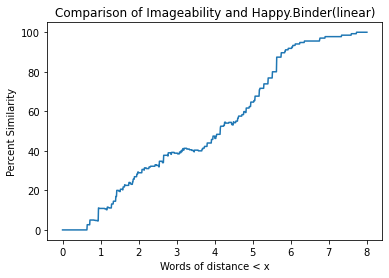 Comparison of Imageability and Happy.Binder(linear)
Percent Similarity
100
80
60
40
20
0
0 1 2 3 4 5 6 7 8
Words of distance < x